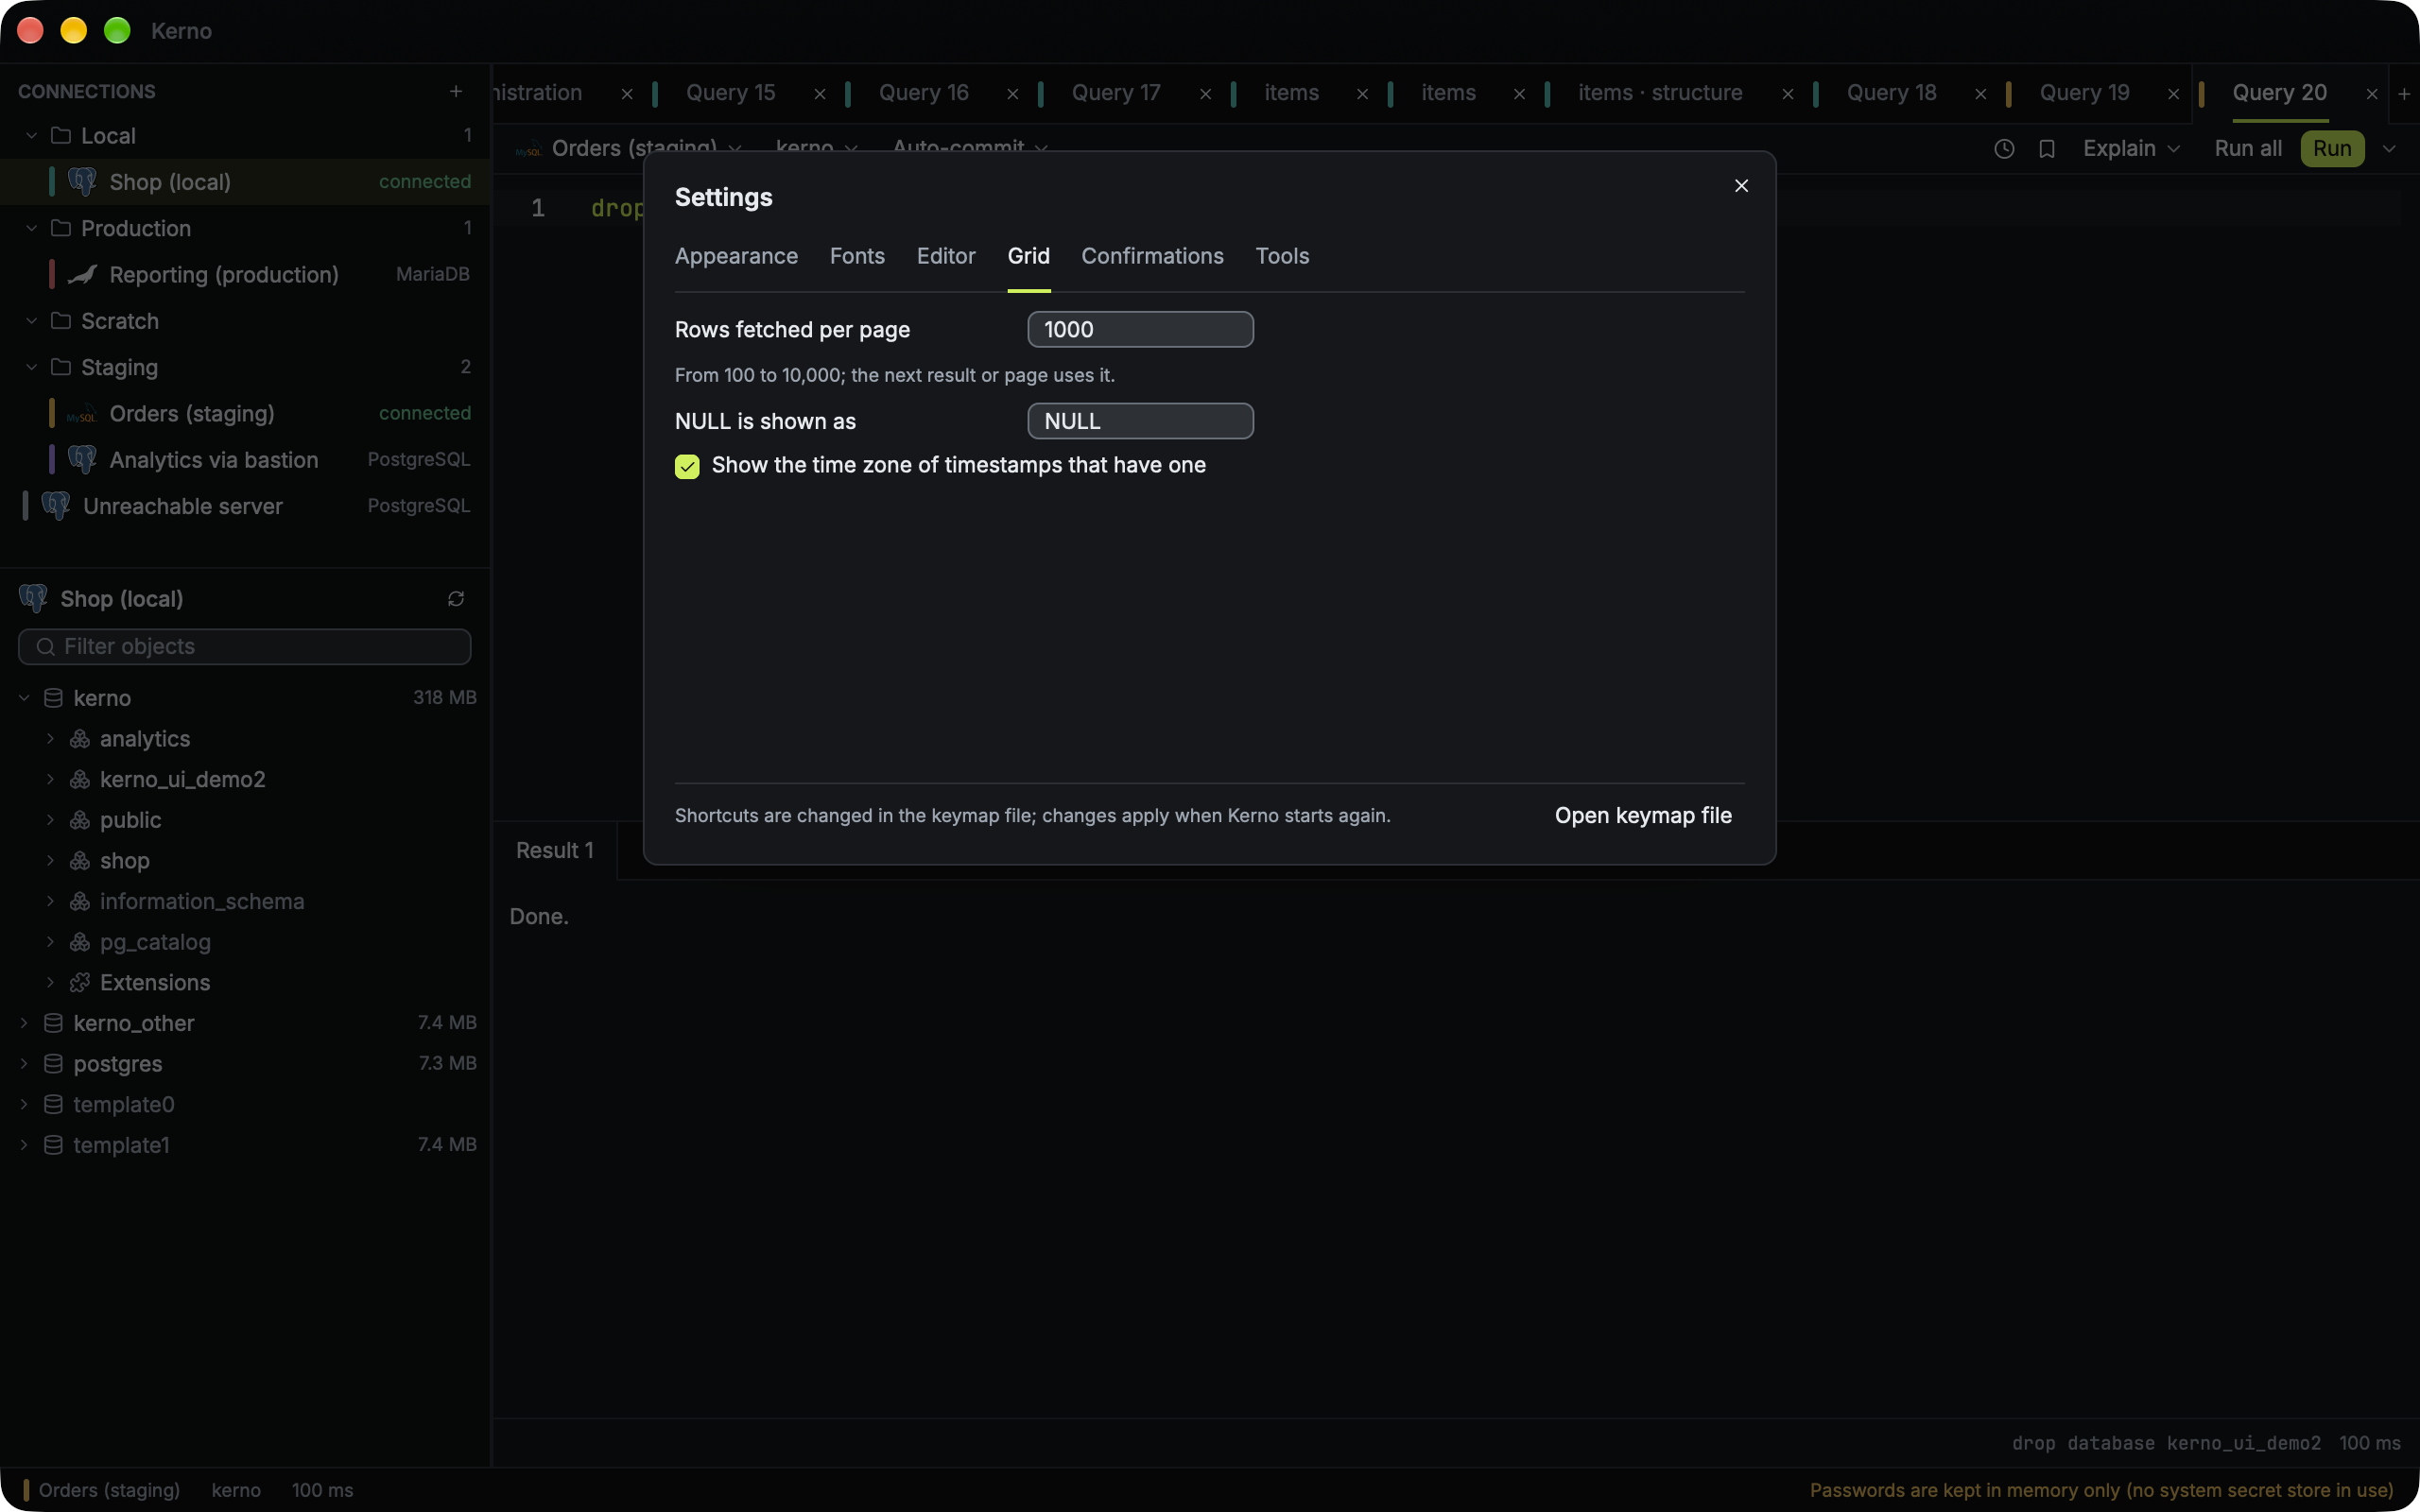 Kerno
CONNECTIONS
Local 1
Shop (local) connected
Production 1
Reporting (production) MariaDB
Scratch
Staging 2
MySQL Orders (staging) connected
Analytics via bastion PostgreSQL
Unreachable server PostgreSQL
Shop (local)
Filter objects
kerno 318 MB
analytics
kerno_ui_demo2
public
shop
information_schema
pg_catalog
Extensions
kerno_other 7.4 MB
postgres 7.3 MB
template0
template1 7.4 MB
nistration Query 15 Query 16 Query 17 items items items · structure Query 18 Query 19 Query 20
MySQL Orders (staging) kerno Auto-commit Explain Run all Run
1 drop
Settings
Appearance Fonts Editor Grid Confirmations Tools
Rows fetched per page 1000
From 100 to 10,000; the next result or page uses it.
NULL is shown as NULL
Show the time zone of timestamps that have one
Shortcuts are changed in the keymap file; changes apply when Kerno starts again. Open keymap file
Result 1
Done.
drop database kerno_ui_demo2 100 ms
Orders (staging) kerno 100 ms Passwords are kept in memory only (no system secret store in use)